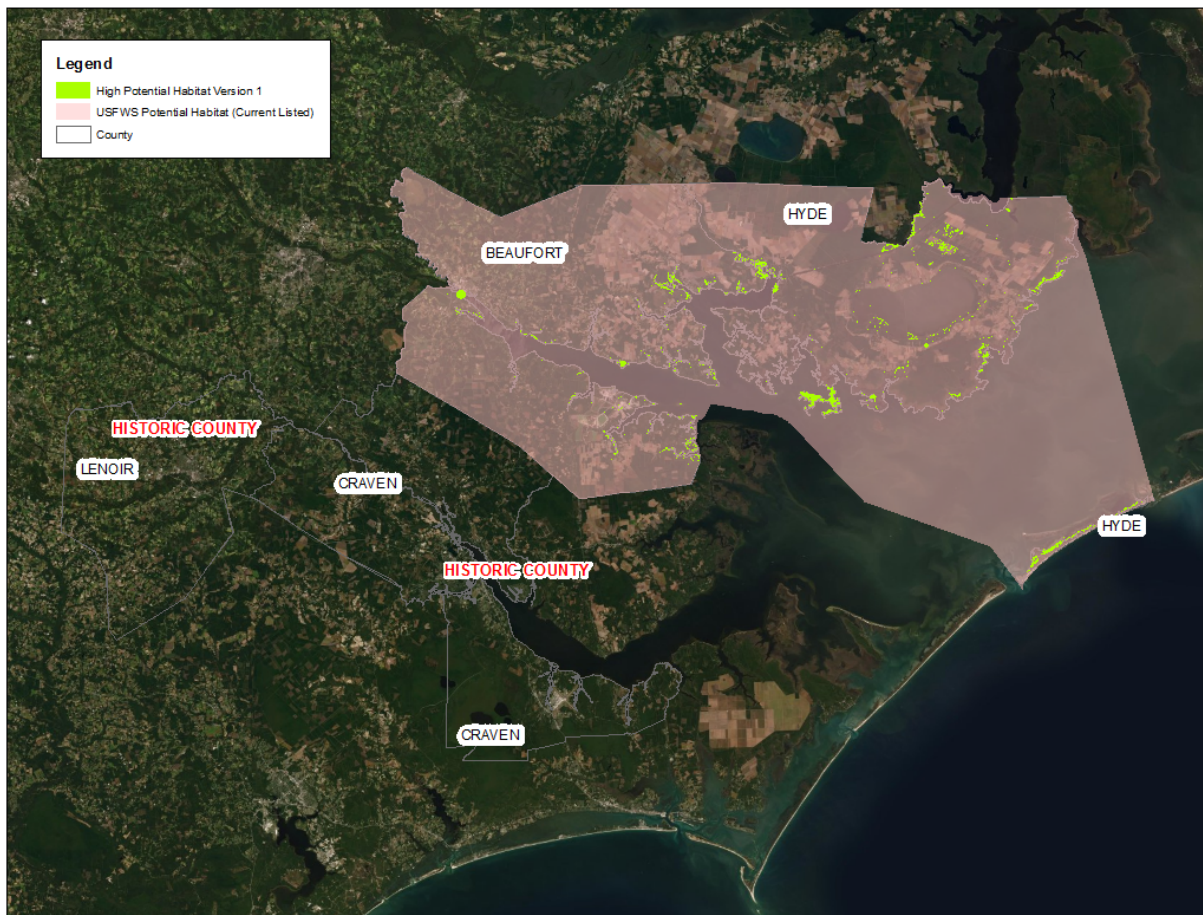 Legend
High Potential Habitat Version 1
USFWS Potential Habitat (Current Listed)
County
HYDE
BEAUFORT
HISTORIC COUNTY
LENOIR
CRAVEN
HYDE
HISTORIC COUNTY
CRAVEN